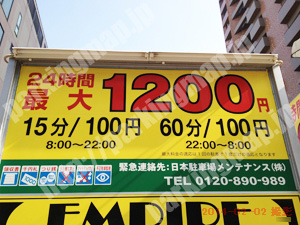 24時間
最大1200円
15分/100円 60分/100円
8:00~22:00 22:00~8:00
緊急連絡先:日本駐車場メンテナンス(株)
TEL 0120-890-989
EMPIRE